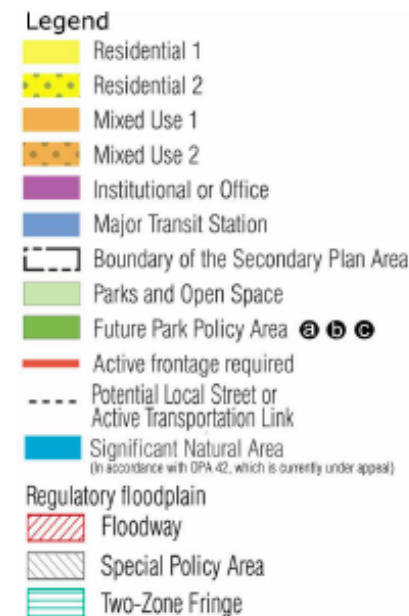 Legend
Residential 1
Residential 2
Mixed Use 1
Mixed Use 2
Institutional or Office
Major Transit Station
Boundary of the Secondary Plan Area
Parks and Open Space
Future Park Policy Area a b c
Active frontage required
Potential Local Street or
Active Transportation Link
Significant Natural Area
(In accordance with OPA 42, which is currently under appeal)
Regulatory floodplain
Floodway
Special Policy Area
Two-Zone Fringe